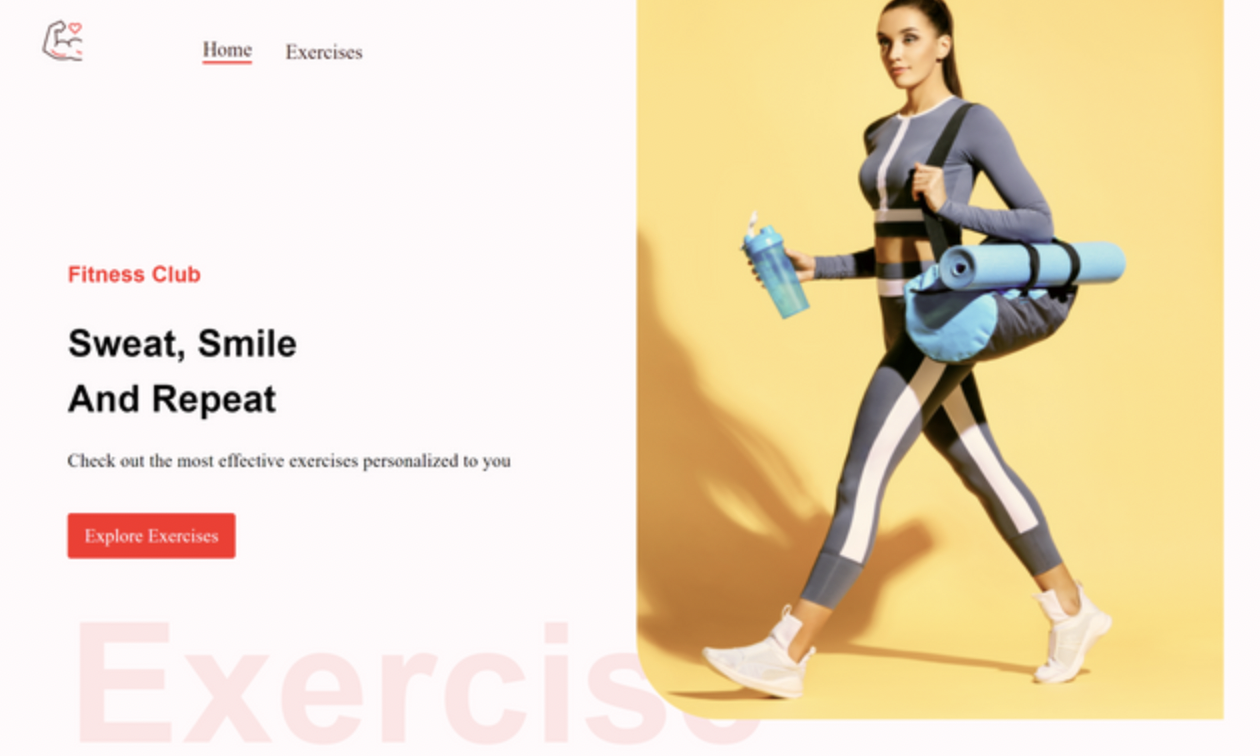 Home
Exercises
Fitness Club
Sweat, Smile
And Repeat
Check out the most effective exercises personalized to you
Explore Exercises
Exercise